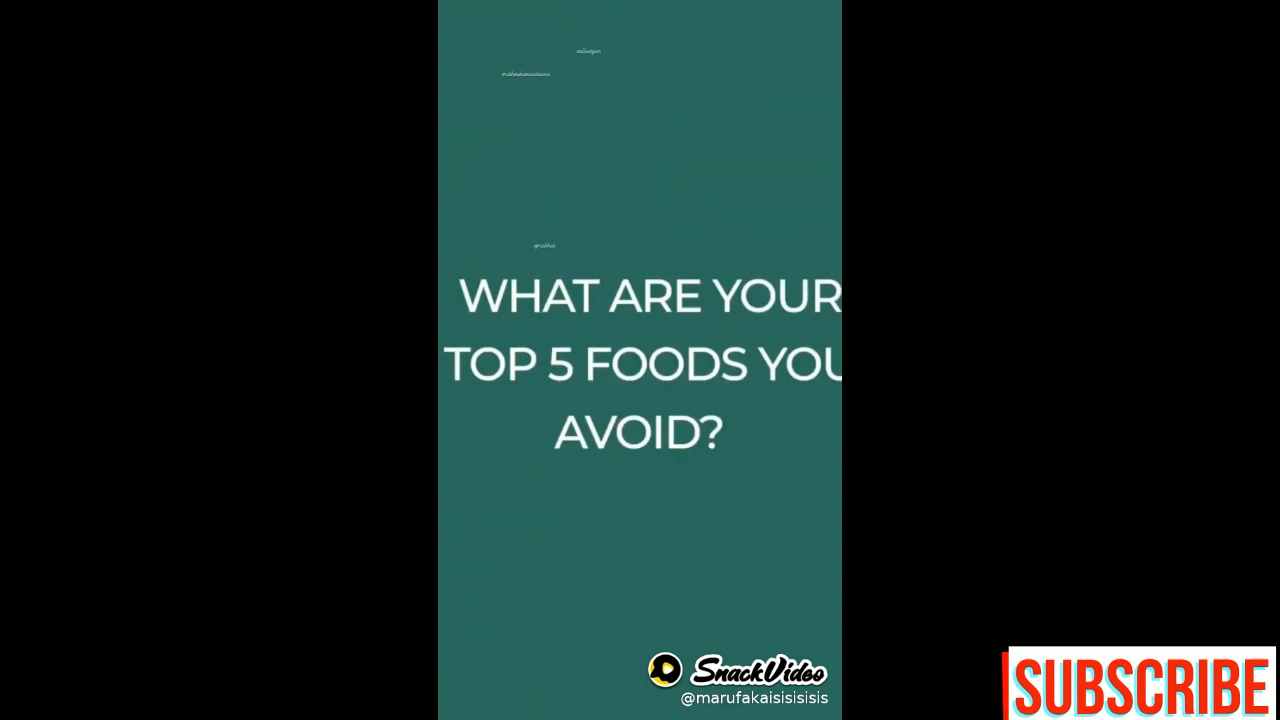 WHAT ARE YOUR
TOP 5 FOODS YOU
AVOID?
SnackVideo
@marufakaisisisisis
SUBSCRIBE